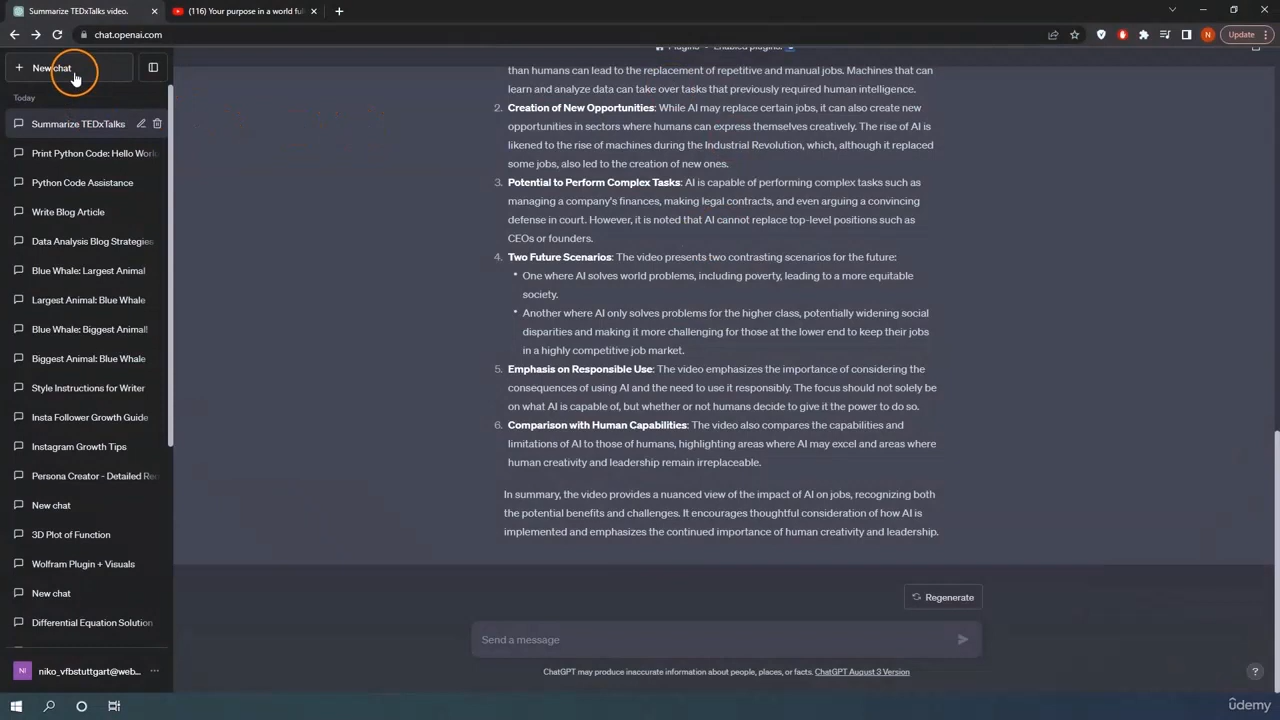 Summarize TEDxTalks video.
(116) Your purpose in a world ful
chat.openai.com
N
Update
New chat
Today
Summarize TEDxTalks
Print Python Code: Hello Worl
Python Code Assistance
Write Blog Article
Data Analysis Blog Strategies
Blue Whale: Largest Animal
Largest Animal: Blue Whale
Blue Whale: Biggest Animal!
Biggest Animal: Blue Whale
Style Instructions for Writer
Insta Follower Growth Guide
Instagram Growth Tips
Persona Creator - Detailed Re
New chat
3D Plot of Function
Wolfram Plugin + Visuals
New chat
Differential Equation Solution
NI
niko_vfbstuttgart@web...
Plugins
Enabled plugins:
than humans can lead to the replacement of repetitive and manual jobs. Machines that can
learn and analyze data can take over tasks that previously required human intelligence.
2. Creation of New Opportunities: While AI may replace certain jobs, it can also create new
opportunities in sectors where humans can express themselves creatively. The rise of AI is
likened to the rise of machines during the Industrial Revolution, which, although it replaced
some jobs, also led to the creation of new ones.
3. Potential to Perform Complex Tasks: AI is capable of performing complex tasks such as
managing a company's finances, making legal contracts, and even arguing a convincing
defense in court. However, it is noted that AI cannot replace top-level positions such as
CEOs or founders.
4. Two Future Scenarios: The video presents two contrasting scenarios for the future:
• One where AI solves world problems, including poverty, leading to a more equitable
society.
• Another where AI only solves problems for the higher class, potentially widening social
disparities and making it more challenging for those at the lower end to keep their jobs
in a highly competitive job market.
5. Emphasis on Responsible Use: The video emphasizes the importance of considering the
consequences of using AI and the need to use it responsibly. The focus should not solely be
on what AI is capable of, but whether or not humans decide to give it the power to do so.
6. Comparison with Human Capabilities: The video also compares the capabilities and
limitations of AI to those of humans, highlighting areas where AI may excel and areas where
human creativity and leadership remain irreplaceable.
In summary, the video provides a nuanced view of the impact of AI on jobs, recognizing both
the potential benefits and challenges. It encourages thoughtful consideration of how AI is
implemented and emphasizes the continued importance of human creativity and leadership.
Regenerate
Send a message
ChatGPT may produce inaccurate information about people, places, or facts. ChatGPT August 3 Version
?
ûdemy